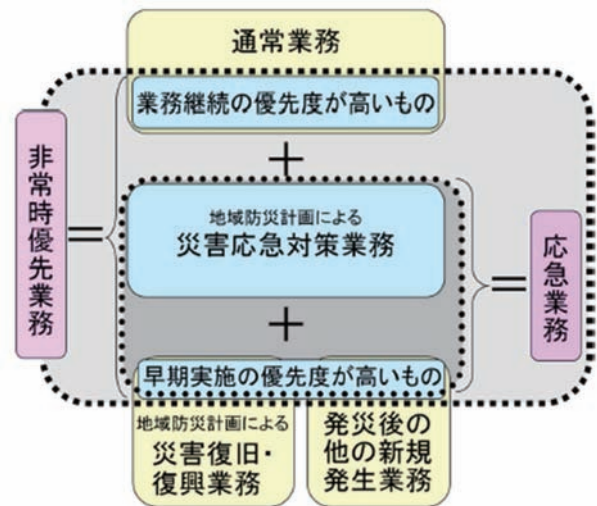 通常業務
業務継続の優先度が高いもの
＋
非常時優先業務
＝
地域防災計画による
災害応急対策業務
＝
応急業務
＋
早期実施の優先度が高いもの
地域防災計画による
災害復旧・
復興業務
発災後の
他の新規
発生業務